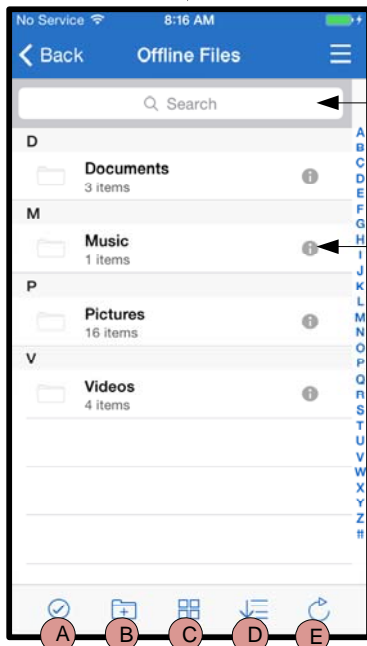 No Service 8:16 AM
Back Offline Files
Search
D
Documents
3 items
M
Music
1 items
P
Pictures
16 items
V
Videos
4 items
A
B
C
D
E
F
G
H
I
J
K
L
M
N
O
P
Q
R
S
T
U
V
W
X
Y
Z
#
A B C D E